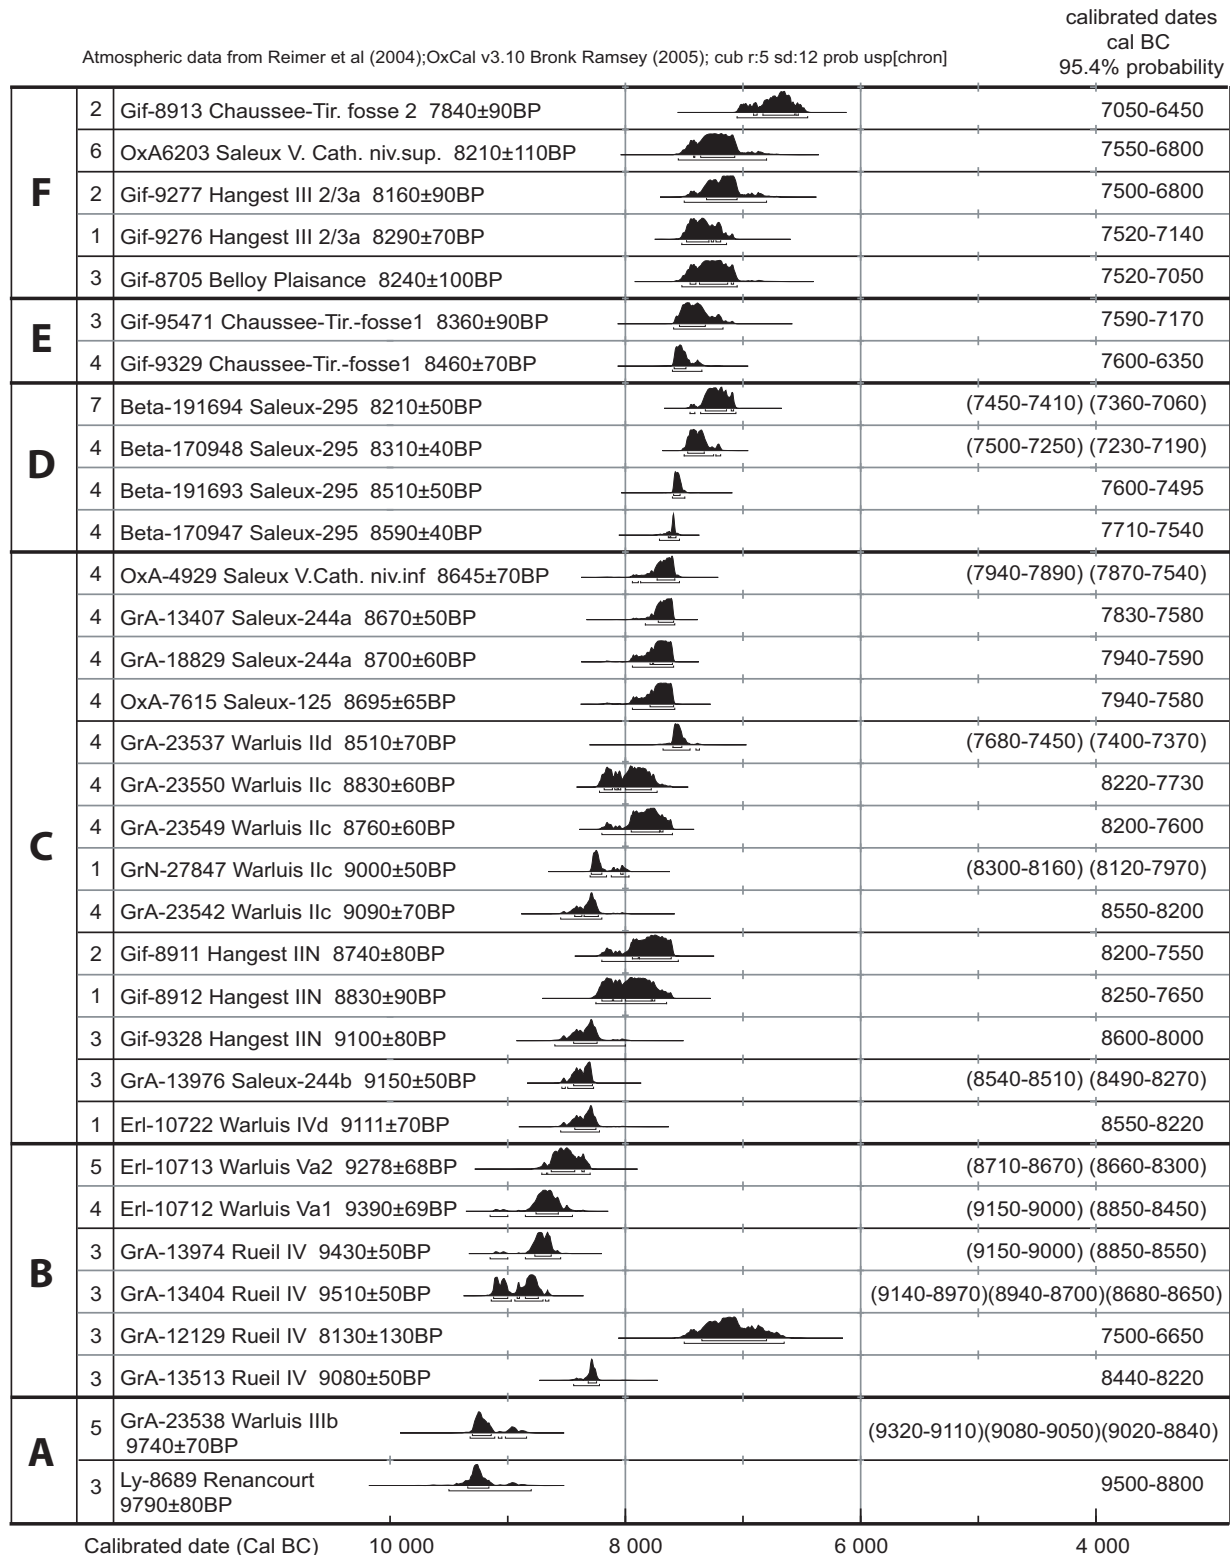 calibrated dates
cal BC
95.4% probability
Atmospheric data from Reimer et al (2004);OxCal v3.10 Bronk Ramsey (2005); cub r:5 sd:12 prob usp[chron]
F
2 Gif-8913 Chaussee-Tir. fosse 2 7840±90BP 7050-6450
6 OxA6203 Saleux V. Cath. niv.sup. 8210±110BP 7550-6800
2 Gif-9277 Hangest III 2/3a 8160±90BP 7500-6800
1 Gif-9276 Hangest III 2/3a 8290±70BP 7520-7140
3 Gif-8705 Belloy Plaisance 8240±100BP 7520-7050
E
3 Gif-95471 Chaussee-Tir.-fosse1 8360±90BP 7590-7170
4 Gif-9329 Chaussee-Tir.-fosse1 8460±70BP 7600-6350
D
7 Beta-191694 Saleux-295 8210±50BP (7450-7410) (7360-7060)
4 Beta-170948 Saleux-295 8310±40BP (7500-7250) (7230-7190)
4 Beta-191693 Saleux-295 8510±50BP 7600-7495
4 Beta-170947 Saleux-295 8590±40BP 7710-7540
C
4 OxA-4929 Saleux V.Cath. niv.inf 8645±70BP (7940-7890) (7870-7540)
4 GrA-13407 Saleux-244a 8670±50BP 7830-7580
4 GrA-18829 Saleux-244a 8700±60BP 7940-7590
4 OxA-7615 Saleux-125 8695±65BP 7940-7580
4 GrA-23537 Warluis IId 8510±70BP (7680-7450) (7400-7370)
4 GrA-23550 Warluis IIc 8830±60BP 8220-7730
4 GrA-23549 Warluis IIc 8760±60BP 8200-7600
1 GrN-27847 Warluis IIc 9000±50BP (8300-8160) (8120-7970)
4 GrA-23542 Warluis IIc 9090±70BP 8550-8200
2 Gif-8911 Hangest IIN 8740±80BP 8200-7550
1 Gif-8912 Hangest IIN 8830±90BP 8250-7650
3 Gif-9328 Hangest IIN 9100±80BP 8600-8000
3 GrA-13976 Saleux-244b 9150±50BP (8540-8510) (8490-8270)
1 Erl-10722 Warluis IVd 9111±70BP 8550-8220
B
5 Erl-10713 Warluis Va2 9278±68BP (8710-8670) (8660-8300)
4 Erl-10712 Warluis Va1 9390±69BP (9150-9000) (8850-8450)
3 GrA-13974 Rueil IV 9430±50BP (9150-9000) (8850-8550)
3 GrA-13404 Rueil IV 9510±50BP (9140-8970)(8940-8700)(8680-8650)
3 GrA-12129 Rueil IV 8130±130BP 7500-6650
3 GrA-13513 Rueil IV 9080±50BP 8440-8220
A
5 GrA-23538 Warluis IIIb (9320-9110)(9080-9050)(9020-8840)
9740±70BP
3 Ly-8689 Renancourt 9500-8800
9790±80BP
Calibrated date (Cal BC) 10 000 8 000 6 000 4 000